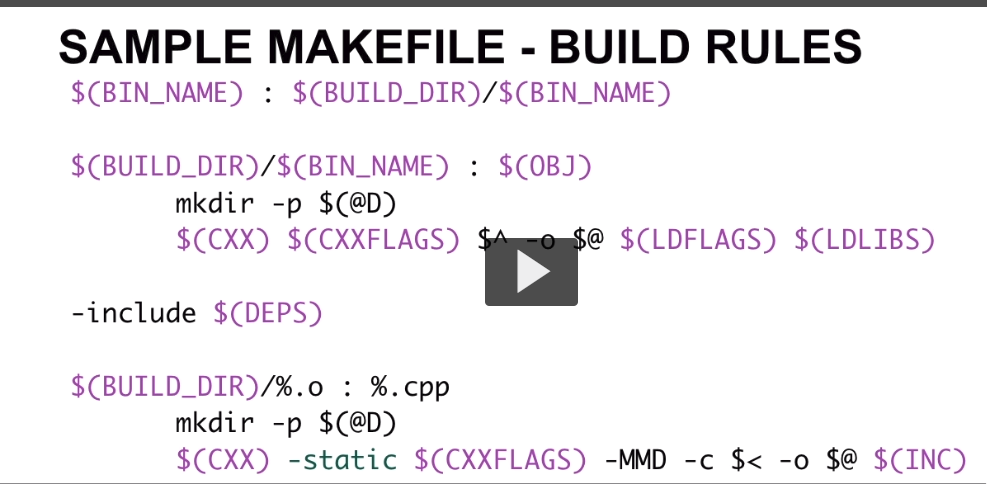 SAMPLE MAKEFILE - BUILD RULES
$(BIN_NAME) : $(BUILD_DIR)/$(BIN_NAME)
$(BUILD_DIR)/$(BIN_NAME) : $(OBJ)
mkdir -p $(@D)
$(CXX) $(CXXFLAGS) $^ -o $@ $(LDFLAGS) $(LDLIBS)
-include $(DEPS)
$(BUILD_DIR)/%.o : %.cpp
mkdir -p $(@D)
$(CXX) -static $(CXXFLAGS) -MMD -c $< -o $@ $(INC)